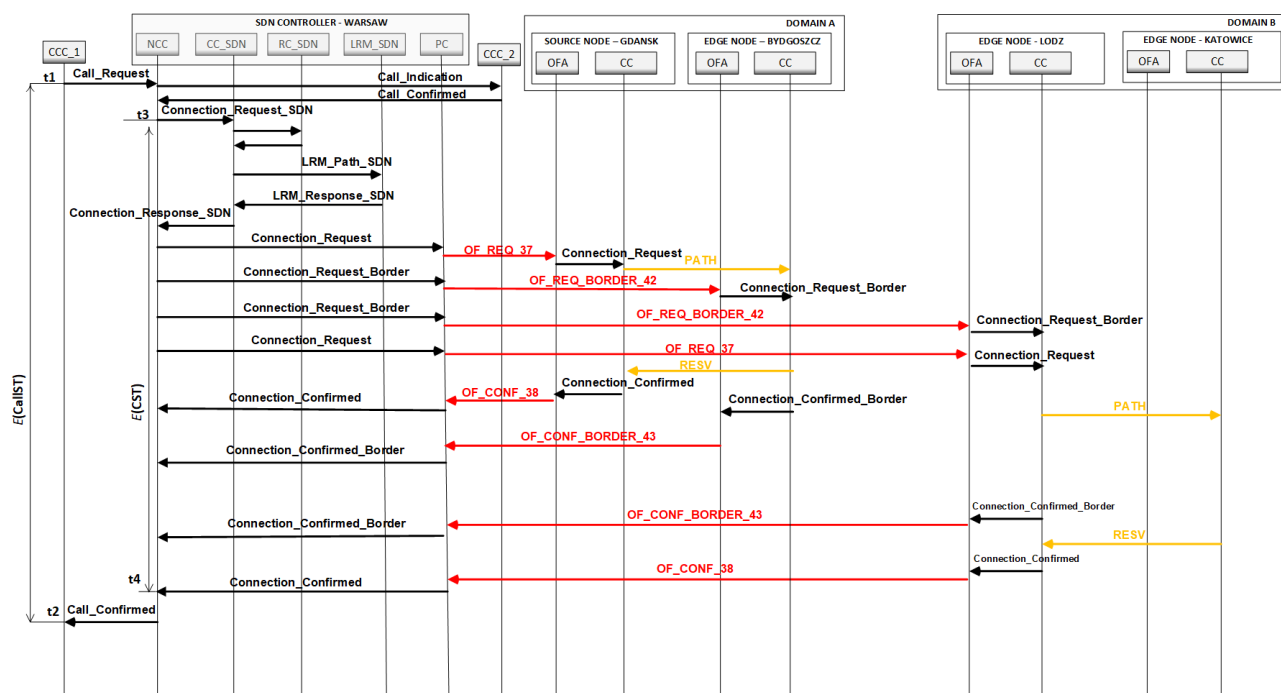 SDN CONTROLLER - WARSAW
DOMAIN A
DOMAIN B
CCC_1
NCC
CC_SDN
RC_SDN
LRM_SDN
PC
CCC_2
SOURCE NODE – GDANSK
OFA
CC
EDGE NODE – BYDGOSZCZ
OFA
CC
EDGE NODE - LODZ
OFA
CC
EDGE NODE - KATOWICE
OFA
CC
t1
Call_Request
Call_Indication
Call_Confirmed
t3
Connection_Request_SDN
LRM_Path_SDN
LRM_Response_SDN
Connection_Response_SDN
Connection_Request
OF_REQ_37
Connection_Request
PATH
Connection_Request_Border
OF_REQ_BORDER_42
Connection_Request_Border
Connection_Request_Border
OF_REQ_BORDER_42
Connection_Request_Border
Connection_Request
OF_REQ_37
Connection_Request
RESV
E(CallST)
E(CST)
Connection_Confirmed
OF_CONF_38
Connection_Confirmed
Connection_Confirmed_Border
PATH
OF_CONF_BORDER_43
Connection_Confirmed_Border
Connection_Confirmed_Border
OF_CONF_BORDER_43
Connection_Confirmed_Border
RESV
Connection_Confirmed
OF_CONF_38
t4
Connection_Confirmed
t2
Call_Confirmed